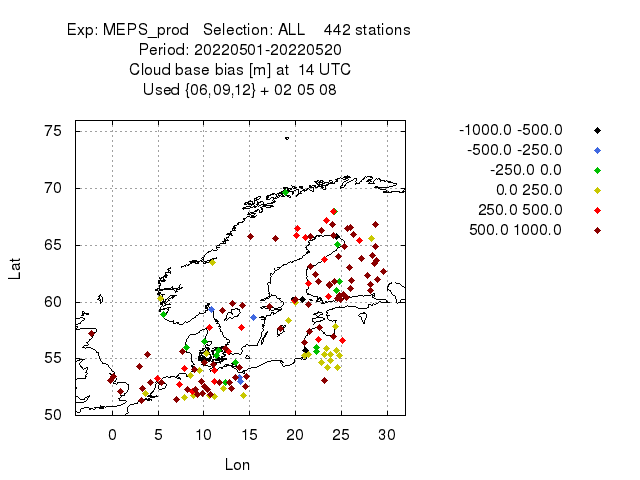 Exp: MEPS_prod   Selection: ALL    442 stations
Period: 20220501-20220520
Cloud base bias [m] at  14 UTC
Used {06,09,12} + 02 05 08
-1000.0 -500.0
-500.0 -250.0
-250.0 0.0
0.0 250.0
250.0 500.0
500.0 1000.0
75
70
65
60
55
50
Lat
0 5 10 15 20 25 30
Lon